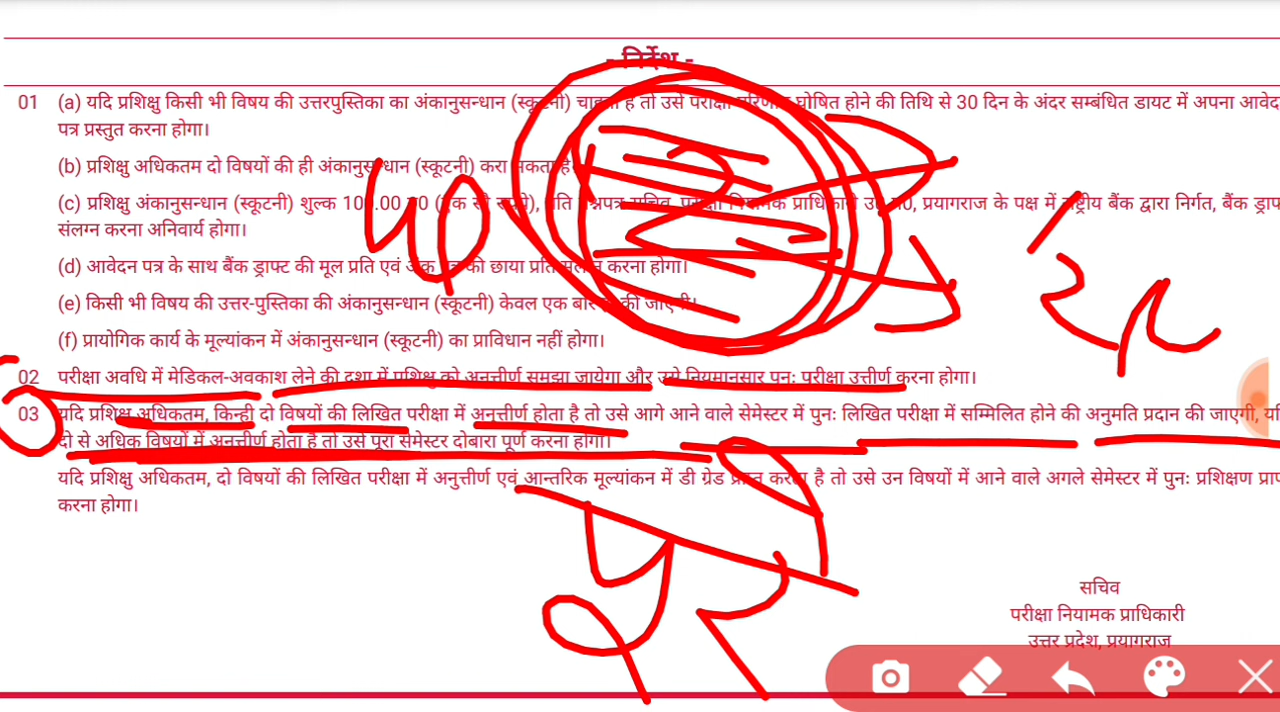 - निर्देश -
01 (a) यदि प्रशिक्षु किसी भी विषय की उत्तरपुस्तिका का अंकानुसन्धान (स्कूटनी) चाहता है तो उसे परीक्षा परिणाम घोषित होने की तिथि से 30 दिन के अंदर सम्बंधित डायट में अपना आवेद
पत्र प्रस्तुत करना होगा।
(b) प्रशिक्षु अधिकतम दो विषयों की ही अंकानुसन्धान (स्कूटनी) करा सकता है
(c) प्रशिक्षु अंकानुसन्धान (स्कूटनी) शुल्क 100.00 रु0 (एक सौ रूपये), प्रति प्रश्नपत्र सचिव, परीक्षा नियामक प्राधिकारी उ0प्र0, प्रयागराज के पक्ष में राष्ट्रीय बैंक द्वारा निर्गत, बैंक ड्राफ
संलग्न करना अनिवार्य होगा।
(d) आवेदन पत्र के साथ बैंक ड्राफ्ट की मूल प्रति एवं अंक पत्र की छाया प्रति संलग्न करना होगा।
(e) किसी भी विषय की उत्तर-पुस्तिका की अंकानुसन्धान (स्कूटनी) केवल एक बार ही की जाएगी।
(f) प्रायोगिक कार्य के मूल्यांकन में अंकानुसन्धान (स्कूटनी) का प्राविधान नहीं होगा।
02 परीक्षा अवधि में मेडिकल-अवकाश लेने की दशा में प्रशिक्षु को अनुत्तीर्ण समझा जायेगा और उसे नियमानुसार पुनः परीक्षा उत्तीर्ण करना होगा।
03 यदि प्रशिक्षु अधिकतम, किन्ही दो विषयों की लिखित परीक्षा में अनुत्तीर्ण होता है तो उसे आगे आने वाले सेमेस्टर में पुनः लिखित परीक्षा में सम्मिलित होने की अनुमति प्रदान की जाएगी, यि
दो से अधिक विषयों में अनुत्तीर्ण होता है तो उसे पूरा सेमेस्टर दोबारा पूर्ण करना होगा।
यदि प्रशिक्षु अधिकतम, दो विषयों की लिखित परीक्षा में अनुत्तीर्ण एवं आन्तरिक मूल्यांकन में डी ग्रेड प्राप्त करता है तो उसे उन विषयों में आने वाले अगले सेमेस्टर में पुनः प्रशिक्षण प्राप
करना होगा।
सचिव
परीक्षा नियामक प्राधिकारी
उत्तर प्रदेश, प्रयागराज